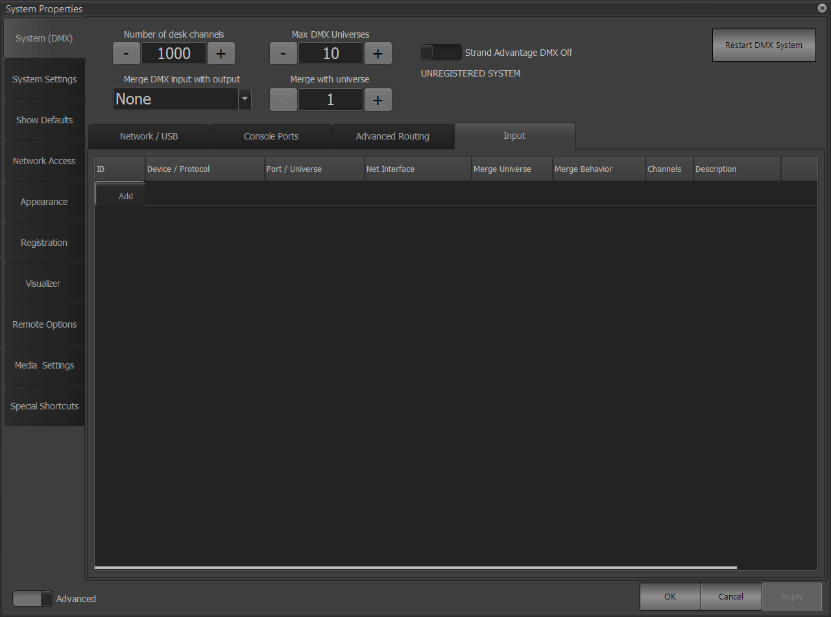 System Properties
System (DMX)
System Settings
Show Defaults
Network Access
Appearance
Registration
Visualizer
Remote Options
Media Settings
Special Shortcuts
Number of desk channels
- 1000 +
Max DMX Universes
- 10 +
Strand Advantage DMX Off
UNREGISTERED SYSTEM
Restart DMX System
Merge DMX input with output
None
Merge with universe
- 1 +
Network / USB
Console Ports
Advanced Routing
Input
ID Device / Protocol Port / Universe Net Interface Merge Universe Merge Behavior Channels Description
Add
Advanced
OK
Cancel
Apply